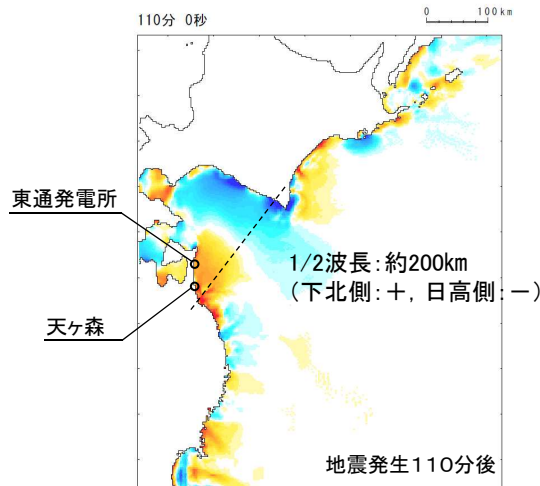 0 100km
110分 0秒
東通発電所
1/2波長:約200km
(下北側:+, 日高側:-)
天ヶ森
地震発生110分後